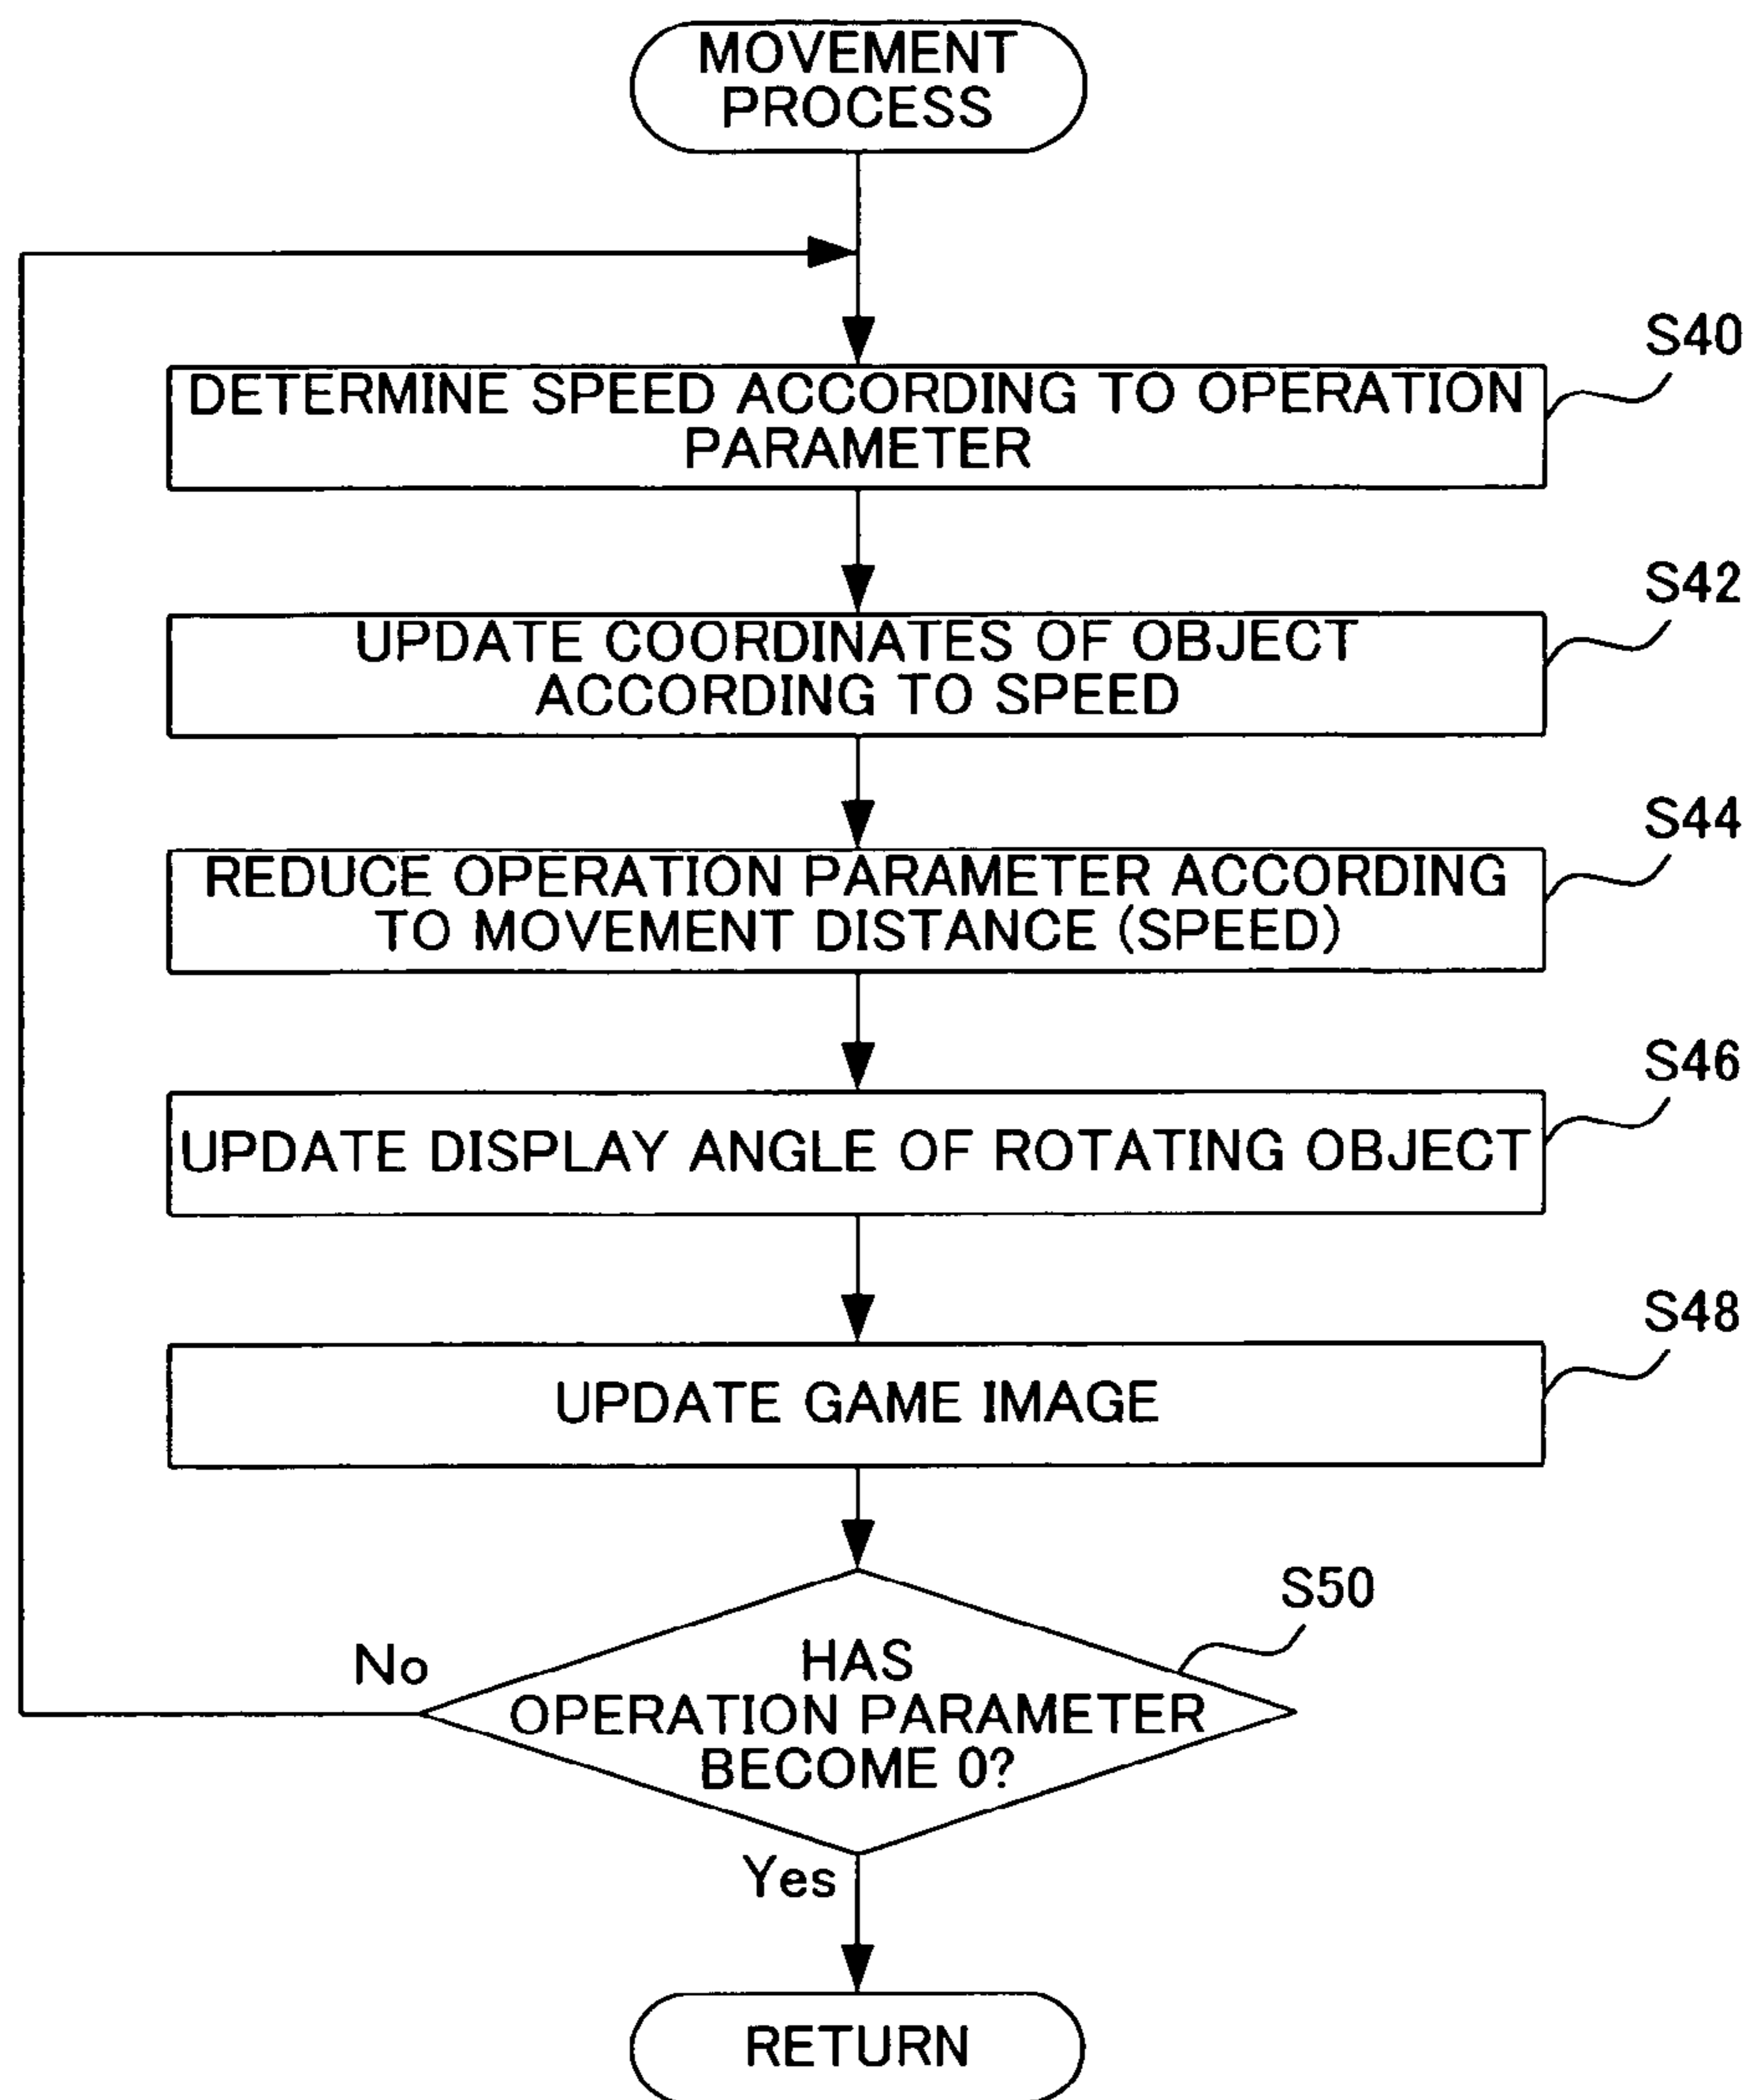 MOVEMENT
PROCESS
S40
DETERMINE SPEED ACCORDING TO OPERATION
PARAMETER
S42
UPDATE COORDINATES OF OBJECT
ACCORDING TO SPEED
S44
REDUCE OPERATION PARAMETER ACCORDING
TO MOVEMENT DISTANCE (SPEED)
S46
UPDATE DISPLAY ANGLE OF ROTATING OBJECT
S48
UPDATE GAME IMAGE
S50
No
HAS
OPERATION PARAMETER
BECOME 0?
Yes
RETURN